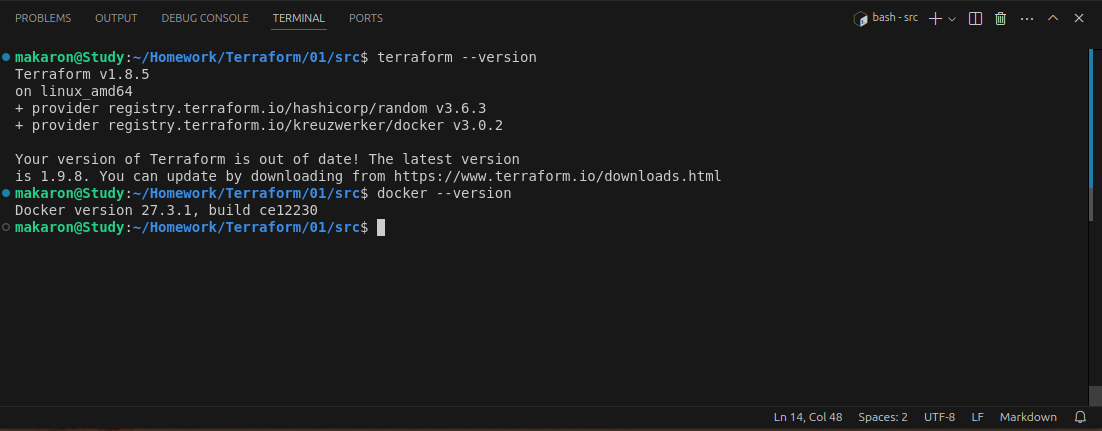 PROBLEMS OUTPUT DEBUG CONSOLE TERMINAL PORTS bash - src
makaron@Study:~/Homework/Terraform/01/src$ terraform --version
Terraform v1.8.5
on linux_amd64
+ provider registry.terraform.io/hashicorp/random v3.6.3
+ provider registry.terraform.io/kreuzwerker/docker v3.0.2
Your version of Terraform is out of date! The latest version
is 1.9.8. You can update by downloading from https://www.terraform.io/downloads.html
makaron@Study:~/Homework/Terraform/01/src$ docker --version
Docker version 27.3.1, build ce12230
makaron@Study:~/Homework/Terraform/01/src$
Ln 14, Col 48 Spaces: 2 UTF-8 LF Markdown